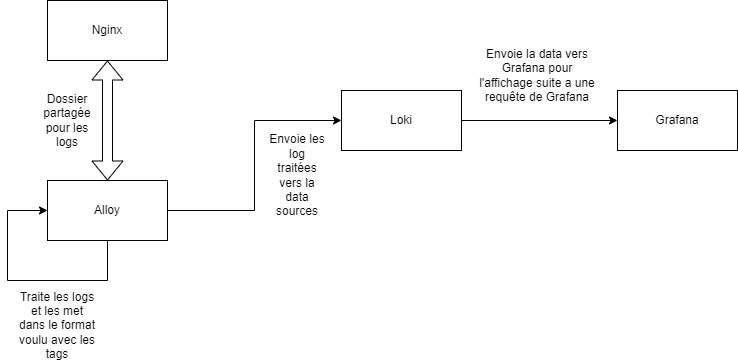 Nginx
Dossier
partagée
pour les
logs
Alloy
Traite les logs
et les met
dans le format
voulu avec les
tags
Envoie les
log
traitées
vers la
data
sources
Loki
Envoie la data vers
Grafana pour
l'affichage suite a une
requête de Grafana
Grafana